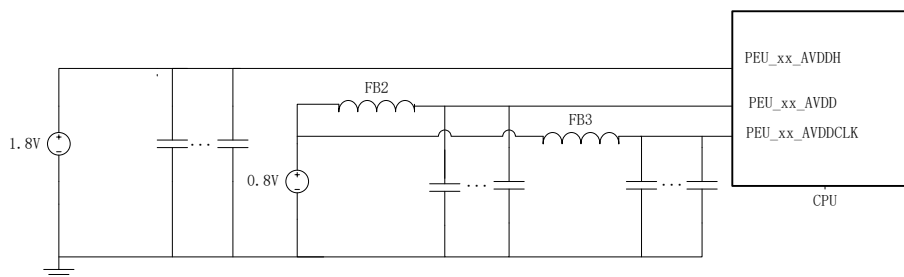 PEU_xx_AVDDH
FB2
PEU_xx_AVDD
FB3
PEU_xx_AVDDCLK
1.8V
+
−
...
0.8V
+
−
...
...
CPU